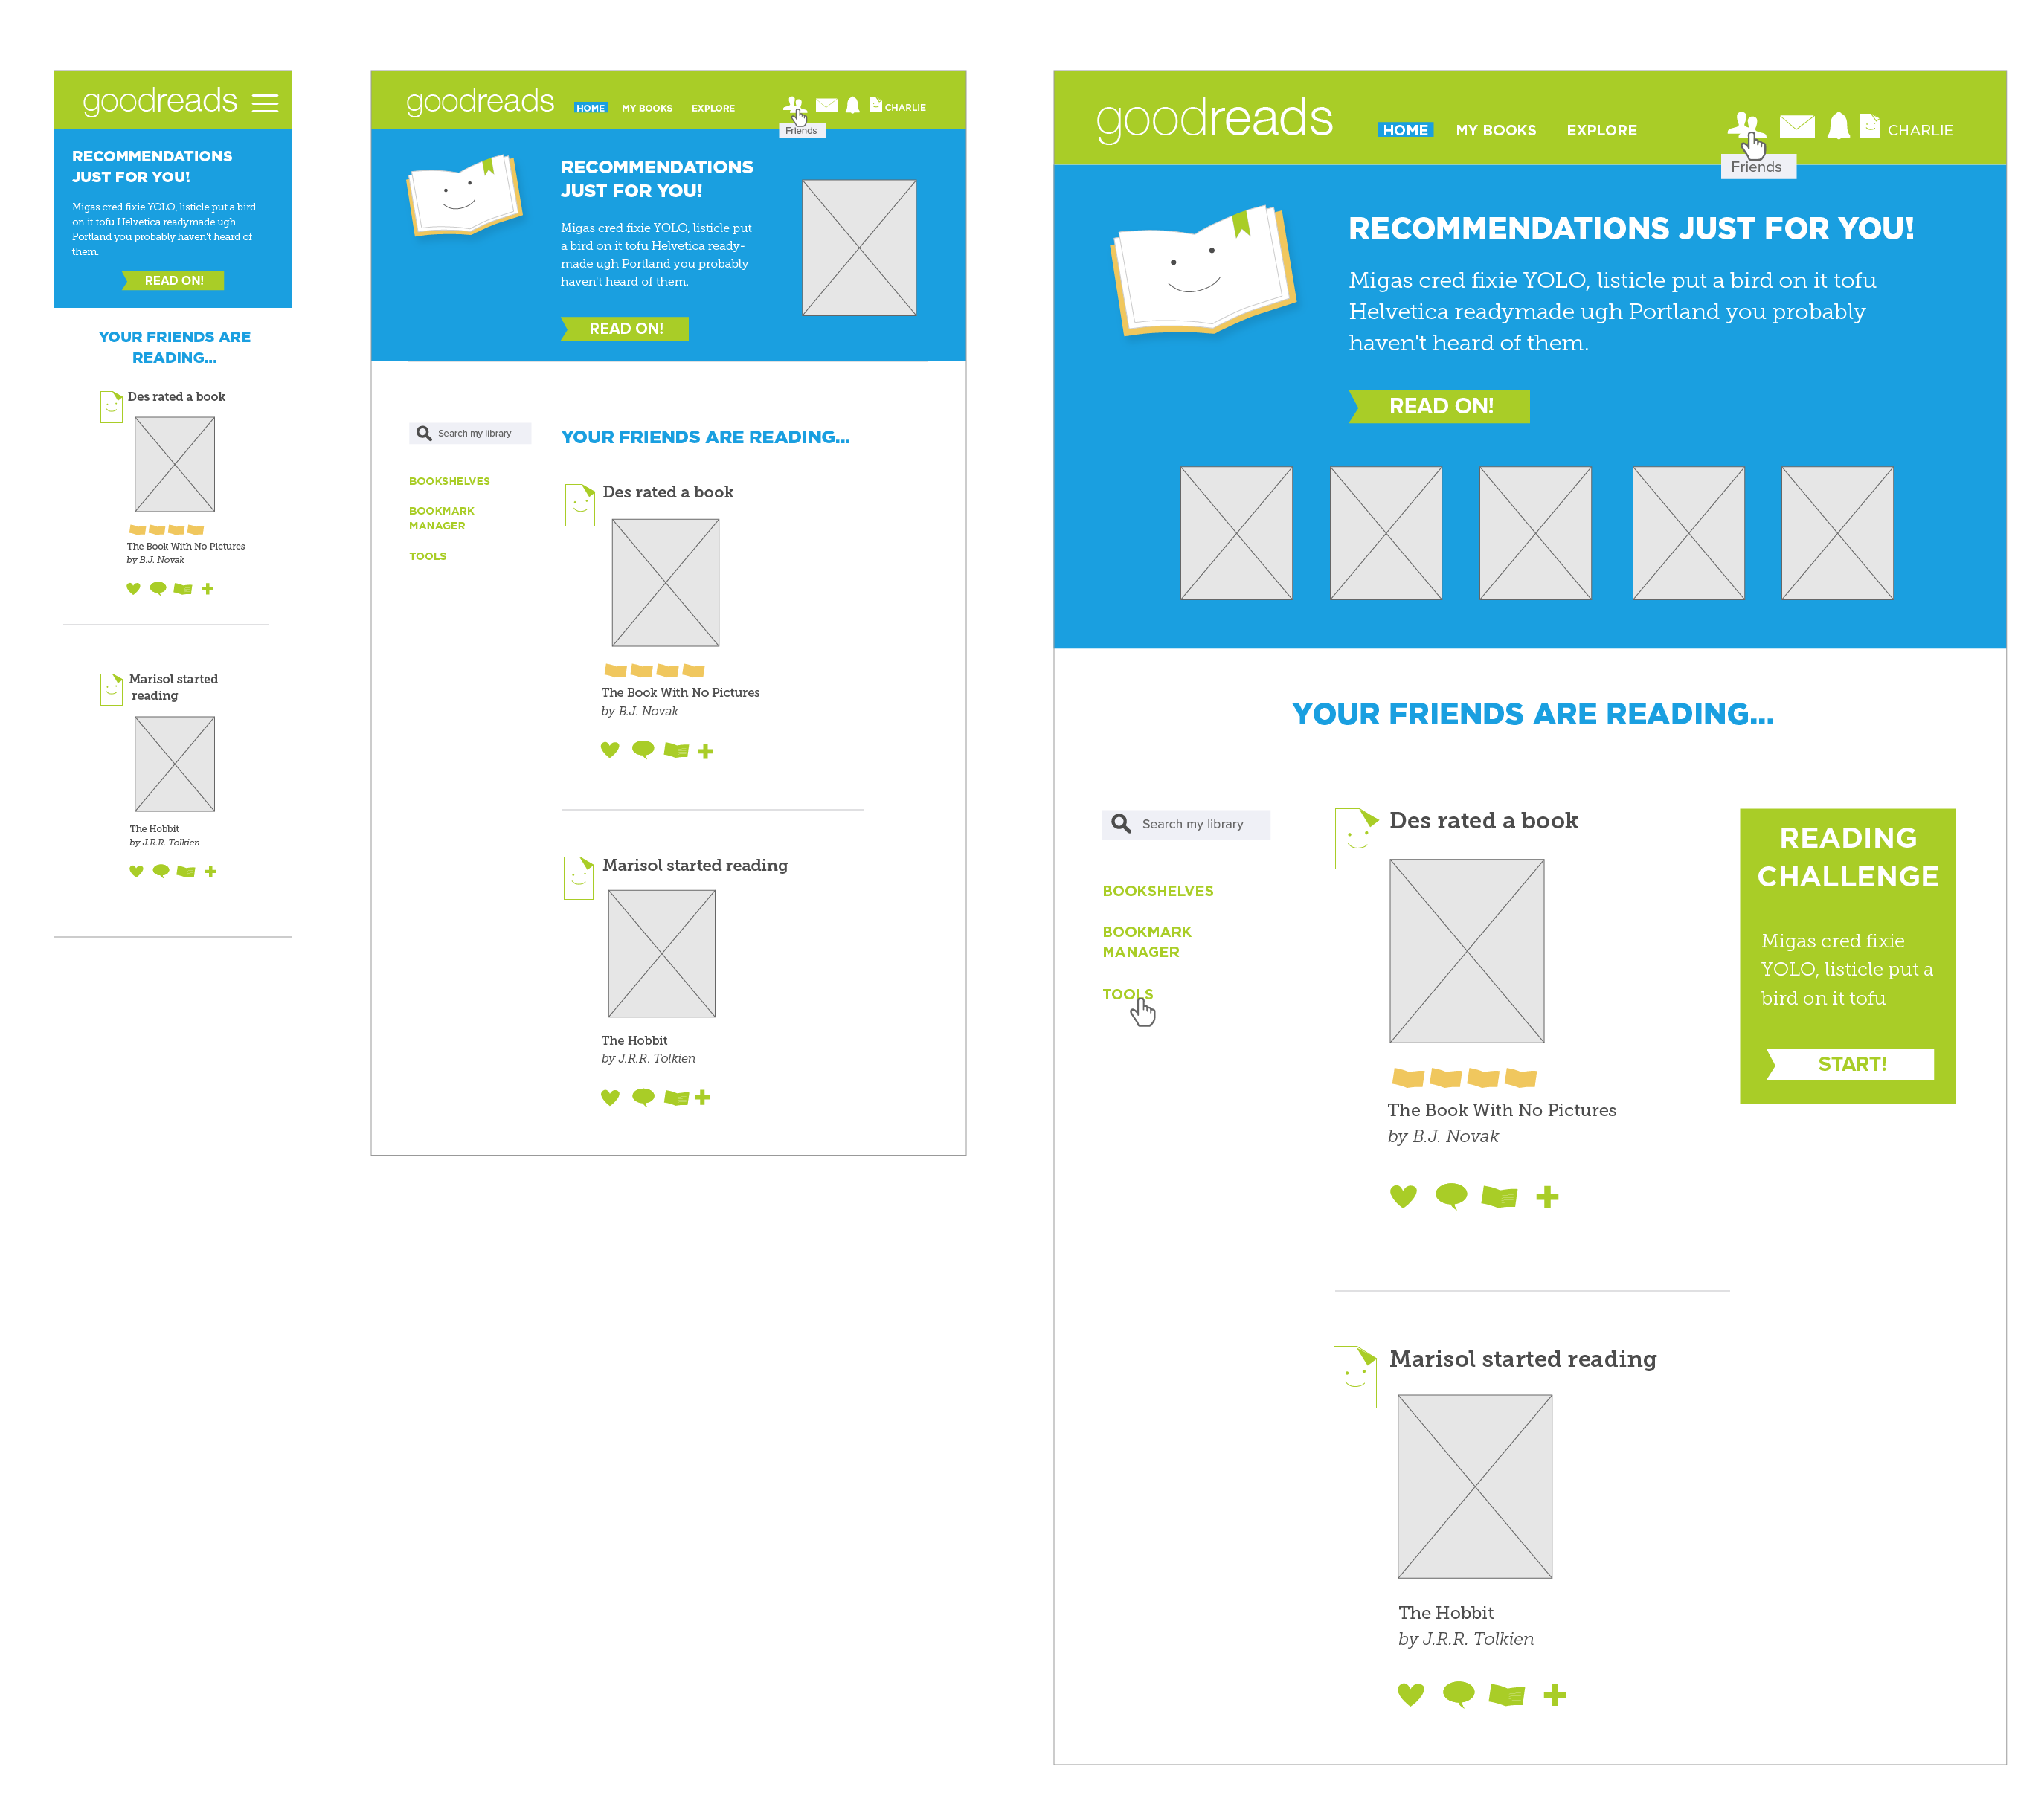 goodreads
RECOMMENDATIONS
JUST FOR YOU!
Migas cred fixie YOLO, listicle put a bird
on it tofu Helvetica readymade ugh
Portland you probably haven't heard of
them.
READ ON!
YOUR FRIENDS ARE
READING...
Des rated a book
The Book With No Pictures
by B.J. Novak
Marisol started
reading
The Hobbit
by J.R.R. Tolkien
goodreads
HOME
MY BOOKS
EXPLORE
CHARLIE
Friends
RECOMMENDATIONS
JUST FOR YOU!
Migas cred fixie YOLO, listicle put
a bird on it tofu Helvetica ready-
made ugh Portland you probably
haven't heard of them.
READ ON!
Search my library
BOOKSHELVES
BOOKMARK
MANAGER
TOOLS
YOUR FRIENDS ARE READING...
Des rated a book
The Book With No Pictures
by B.J. Novak
Marisol started reading
The Hobbit
by J.R.R. Tolkien
goodreads
HOME
MY BOOKS
EXPLORE
CHARLIE
Friends
RECOMMENDATIONS JUST FOR YOU!
Migas cred fixie YOLO, listicle put a bird on it tofu
Helvetica readymade ugh Portland you probably
haven't heard of them.
READ ON!
YOUR FRIENDS ARE READING...
Search my library
BOOKSHELVES
BOOKMARK
MANAGER
TOOLS
Des rated a book
The Book With No Pictures
by B.J. Novak
Marisol started reading
The Hobbit
by J.R.R. Tolkien
READING
CHALLENGE
Migas cred fixie
YOLO, listicle put a
bird on it tofu
START!